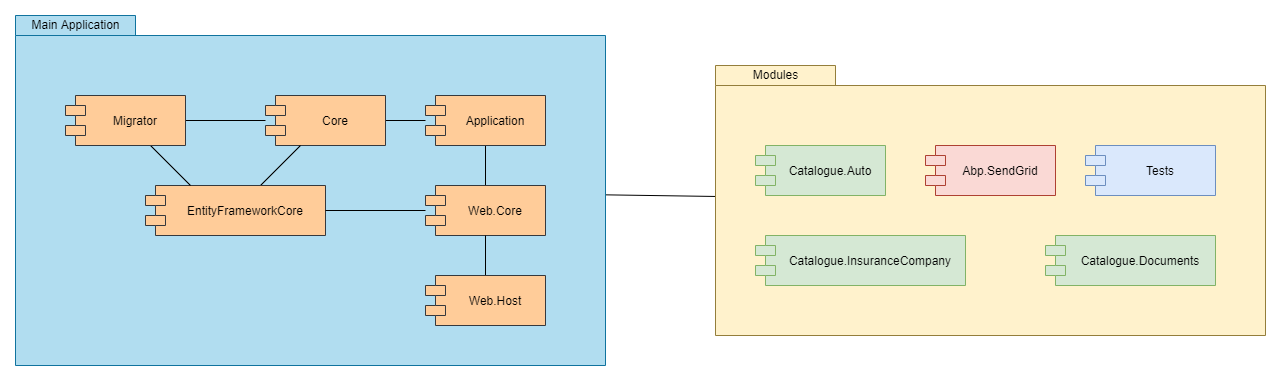 Main Application
Migrator
Core
Application
EntityFrameworkCore
Web.Core
Web.Host
Modules
Catalogue.Auto
Abp.SendGrid
Tests
Catalogue.InsuranceCompany
Catalogue.Documents